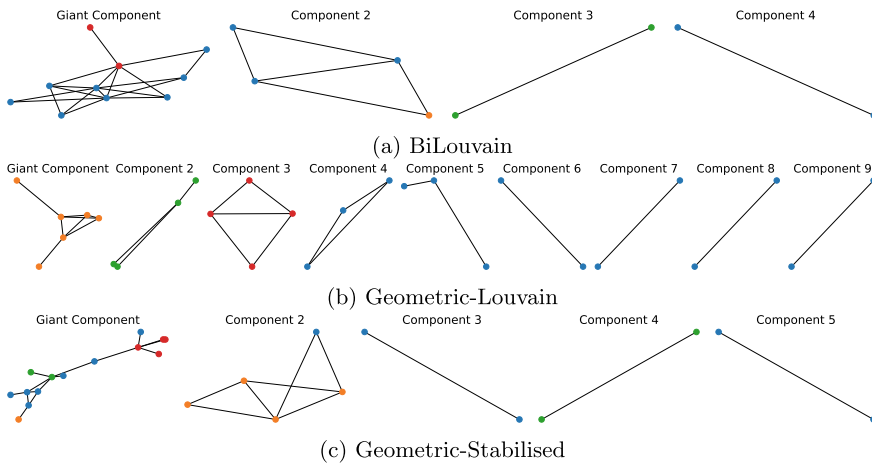 Giant Component Component 2 Component 3 Component 4
(a) BiLouvain
Giant Component Component 2 Component 3 Component 4 Component 5 Component 6 Component 7 Component 8 Component 9
(b) Geometric-Louvain
Giant Component Component 2 Component 3 Component 4 Component 5
(c) Geometric-Stabilised